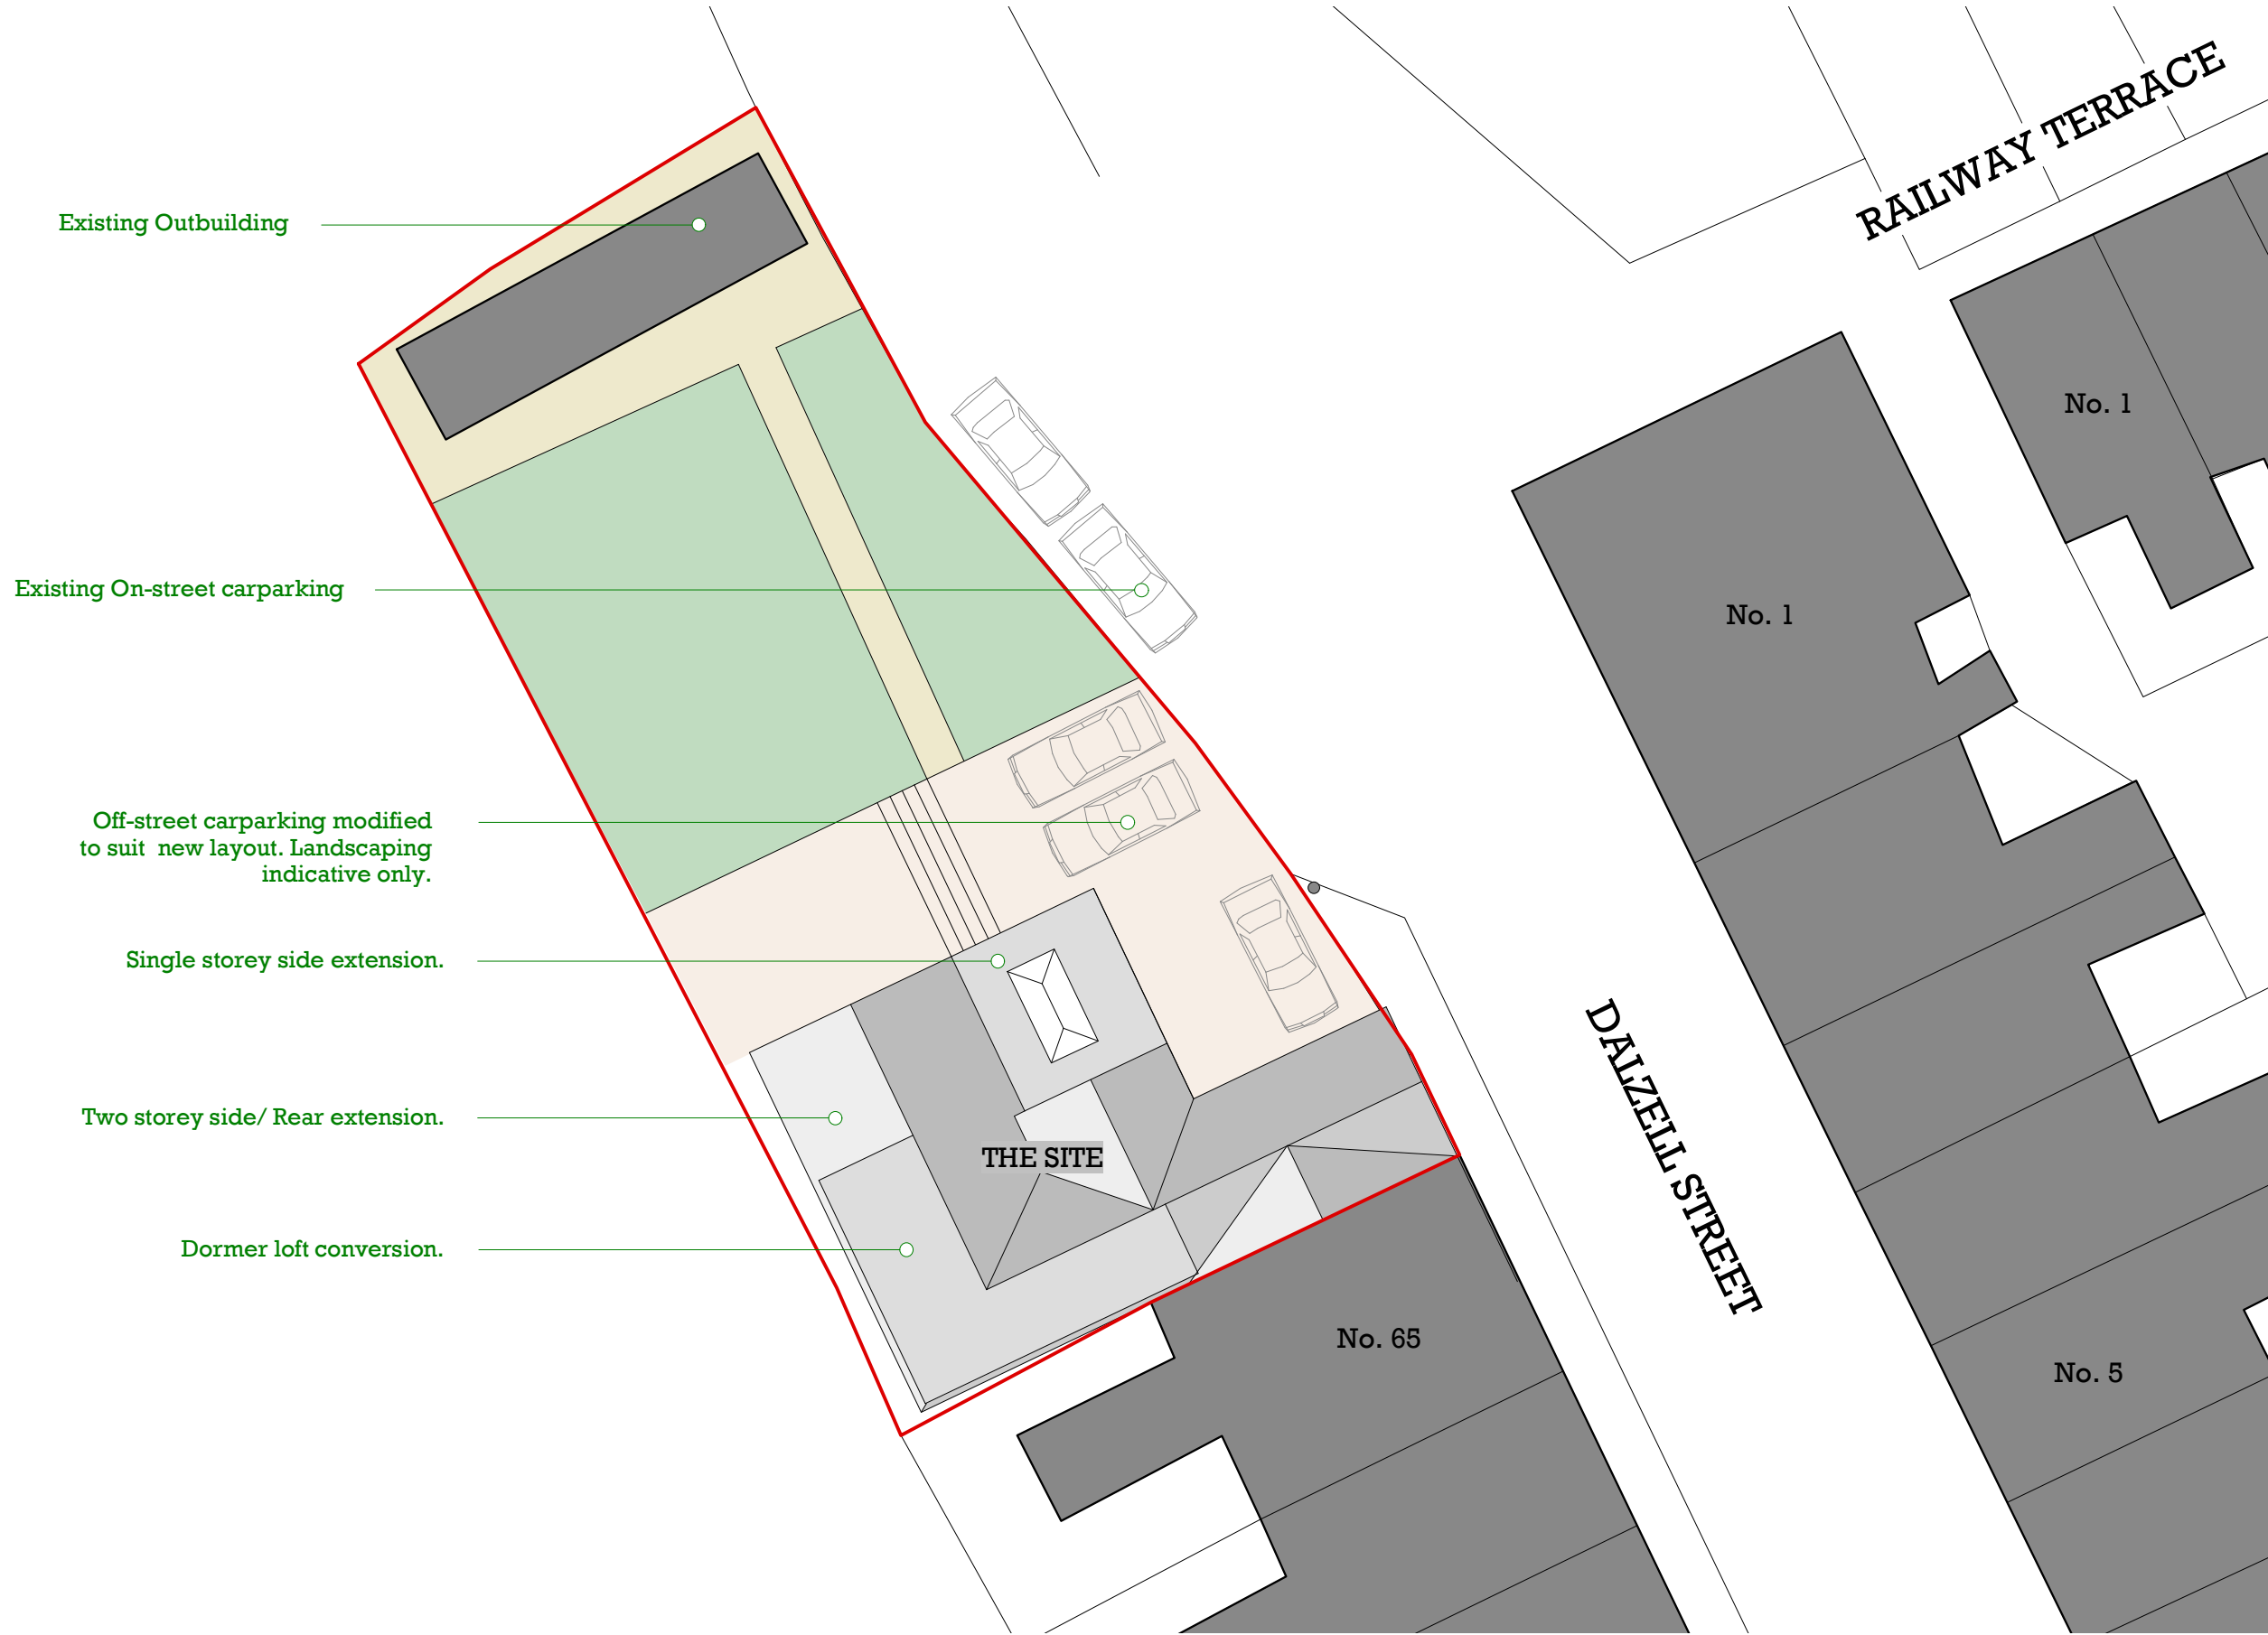 RAILWAY TERRACE
Existing Outbuilding
No. 1
Existing On-street carparking
No. 1
Off-street carparking modified
to suit  new layout. Landscaping
indicative only.
Single storey side extension.
DALZELL STREET
Two storey side/ Rear extension.
THE SITE
Dormer loft conversion.
No. 65
No. 5